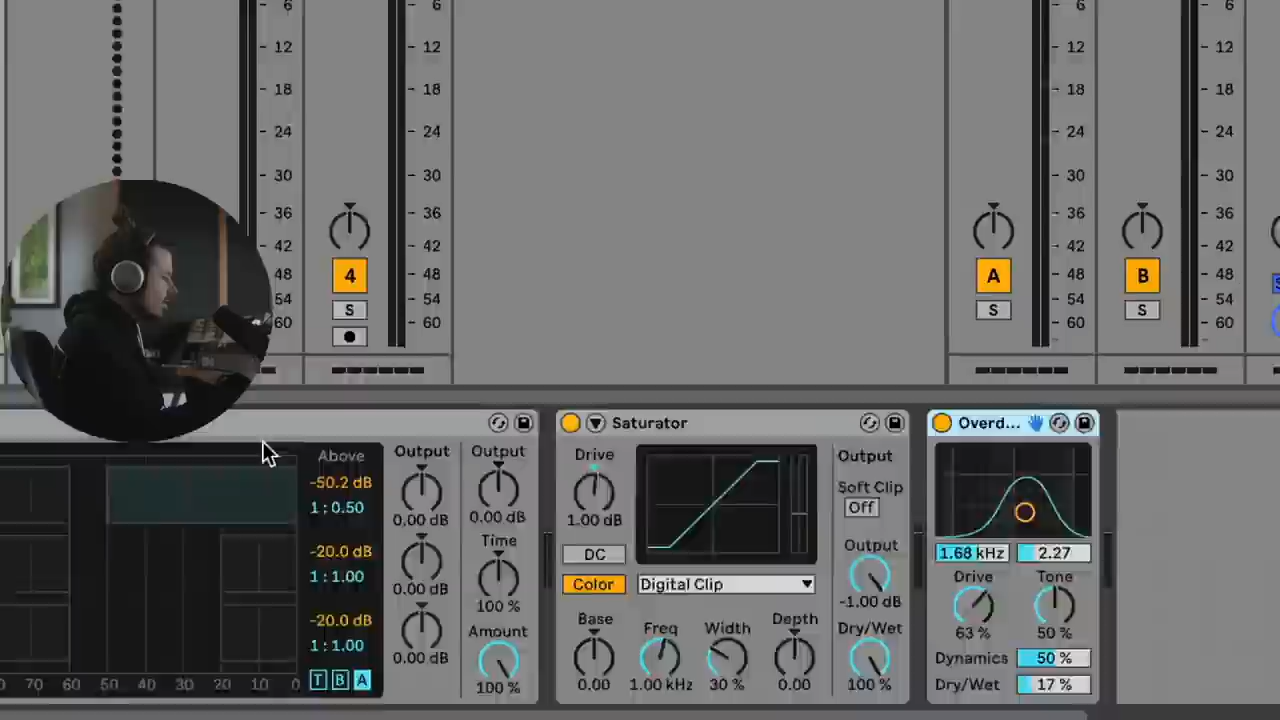 6 6 6 6
12 12 12 12
18 18 18 18
24 24 24 24
30 30 30 30
36 36 36 36
42 42 42 42
48 4 48 A 48 B 48
54 S 54 S 54 S 54
60 60 60 60
Saturator
Overd...
Above
-50.2 dB
1 : 0.50
-20.0 dB
1 : 1.00
-20.0 dB
1 : 1.00
T B A
0 70 60 50 40 30 20 10 0
Output
0.00 dB
0.00 dB
0.00 dB
Output
0.00 dB
Time
100 %
Amount
100 %
Drive
1.00 dB
DC
Color
Digital Clip
Base
0.00
Freq
1.00 kHz
Width
30 %
Depth
0.00
Output
Soft Clip
Off
Output
-1.00 dB
Dry/Wet
100 %
1.68 kHz 2.27
Drive Tone
63 % 50 %
Dynamics 50 %
Dry/Wet 17 %